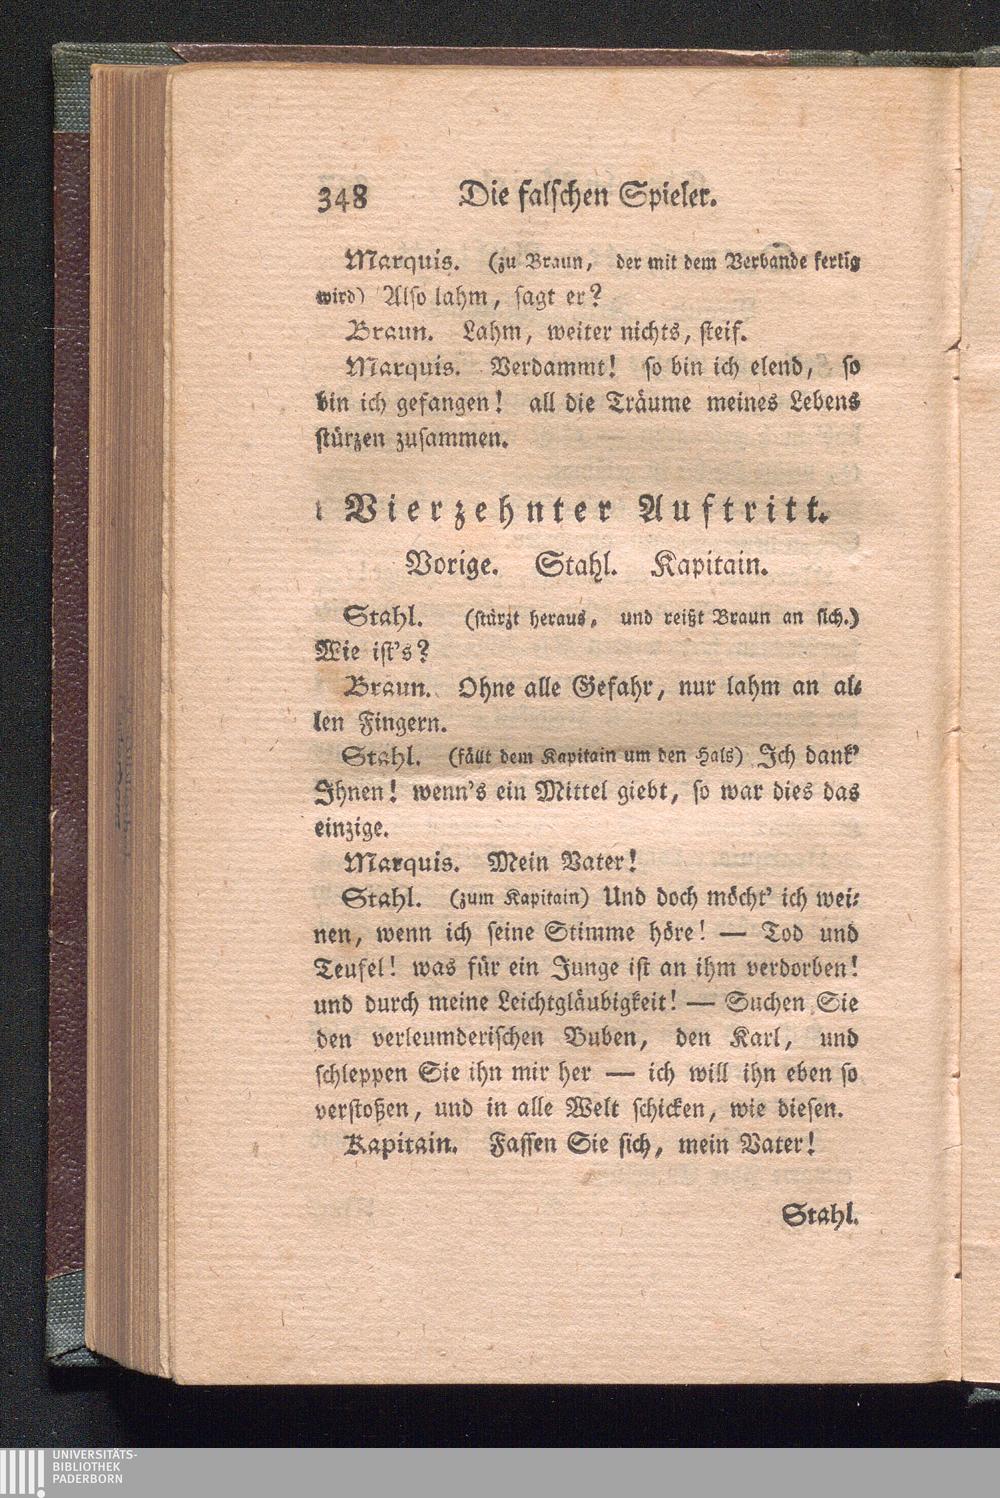 348 Die falschen Spieler.
Marquis. (zu Braun, der mit dem Verbande fertig
wird) Also lahm, sagt er?
Braun. Lahm, weiter nichts, steif.
Marquis. Verdammt! so bin ich elend, so
bin ich gefangen! all die Träume meines Lebens
stürzen zusammen.
Vierzehnter Auftritt.
Vorige. Stahl. Kapitain.
Stahl. (stürzt heraus, und reißt Braun an sich.)
Wie ist's?
Braun. Ohne alle Gefahr, nur lahm an al-
len Fingern.
Stahl. (fällt dem Kapitain um den Hals) Ich dank'
Ihnen! wenn's ein Mittel giebt, so war dies das
einzige.
Marquis. Mein Vater!
Stahl. (zum Kapitain) Und doch möcht' ich wei-
nen, wenn ich seine Stimme höre! — Tod und
Teufel! was für ein Junge ist an ihm verdorben!
und durch meine Leichtgläubigkeit! — Suchen Sie
den verleumderischen Buben, den Karl, und
schleppen Sie ihn mir her — ich will ihn eben so
verstoßen, und in alle Welt schicken, wie diesen.
Kapitain. Fassen Sie sich, mein Vater!
Stahl.
UNIVERSITÄTS-
BIBLIOTHEK
PADERBORN